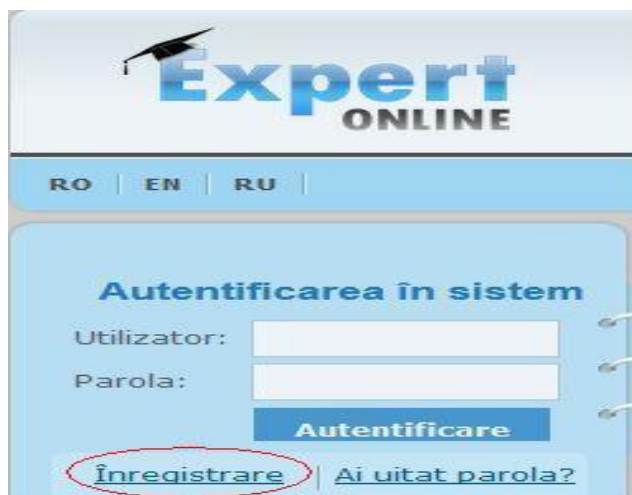 Expert
ONLINE
RO | EN | RU |
Autentificarea în sistem
Utilizator:
Parola:
Autentificare
Înregistrare | Ai uitat parola?